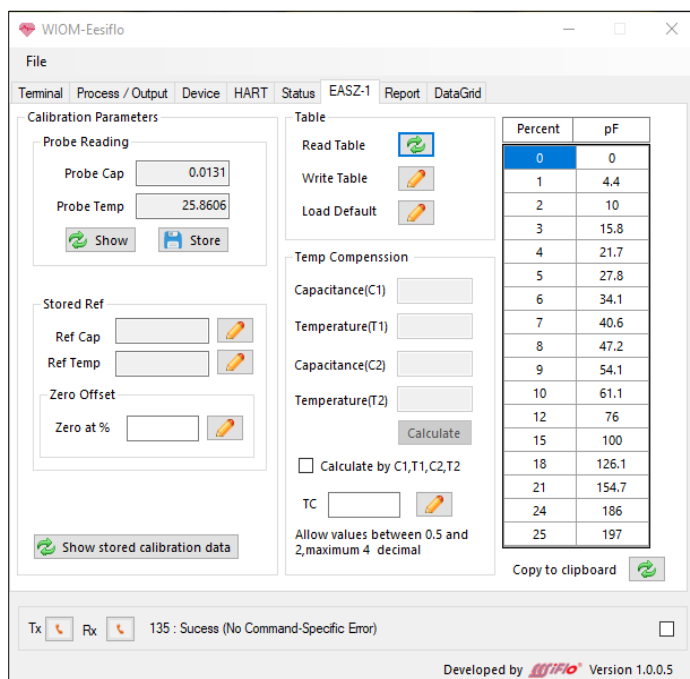 WIOM-Eesiflo
File
Terminal Process / Output Device HART Status EASZ-1 Report DataGrid
Calibration Parameters
Probe Reading
Probe Cap 0.0131
Probe Temp 25.8606
Show Store
Stored Ref
Ref Cap
Ref Temp
Zero Offset
Zero at %
Show stored calibration data
Table
Read Table
Write Table
Load Default
Temp Compenssion
Capacitance(C1)
Temperature(T1)
Capacitance(C2)
Temperature(T2)
Calculate
Calculate by C1,T1,C2,T2
TC
Allow values between 0.5 and
2,maximum 4 decimal
Percent pF
0 0
1 4.4
2 10
3 15.8
4 21.7
5 27.8
6 34.1
7 40.6
8 47.2
9 54.1
10 61.1
12 76
15 100
18 126.1
21 154.7
24 186
25 197
Copy to clipboard
Tx Rx 135 : Sucess (No Command-Specific Error)
Developed by EESiFlo® Version 1.0.0.5